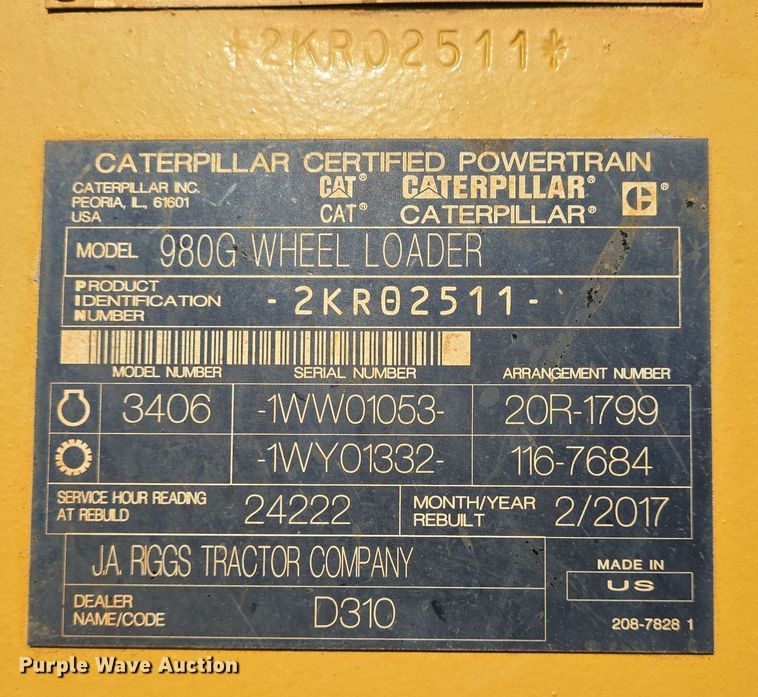 *2KR02511*
CATERPILLAR CERTIFIED POWERTRAIN
CATERPILLAR INC.
PEORIA, IL, 61601
USA
CAT® CATERPILLAR® C®
CAT® CATERPILLAR®
MODEL 980G WHEEL LOADER
PRODUCT
IDENTIFICATION
NUMBER
-2KR02511-
MODEL NUMBER SERIAL NUMBER ARRANGEMENT NUMBER
3406 -1WW01053- 20R-1799
-1WY01332- 116-7684
SERVICE HOUR READING
AT REBUILD
24222
MONTH/YEAR
REBUILT
2/2017
J.A. RIGGS TRACTOR COMPANY
DEALER
NAME/CODE
D310
MADE IN
US
208-7828 1
Purple Wave Auction